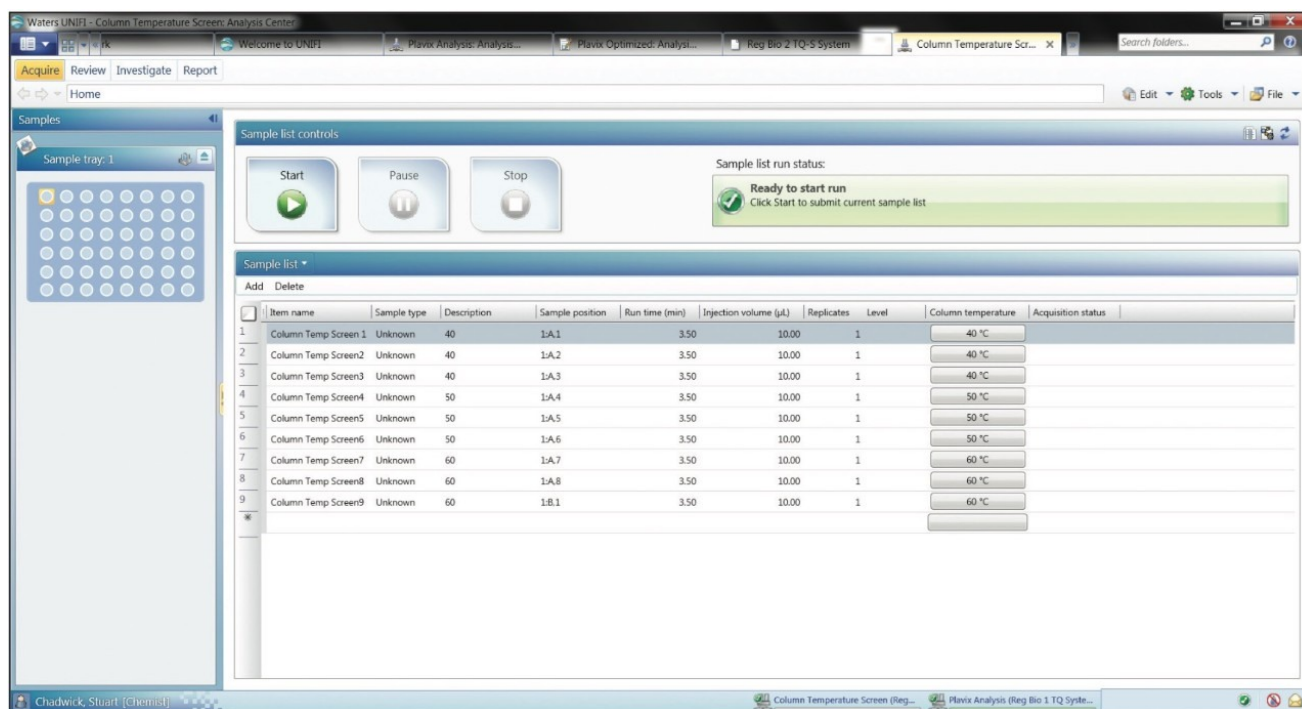 Waters UNIFI - Column Temperature Screen: Analysis Center
Welcome to UNIFI Plavix Analysis: Analysis... Plavix Optimized: Analysi... Reg Bio 2 TQ-S System Column Temperature Scr... X Search folders...
Acquire Review Investigate Report
Home Edit Tools File
Samples
Sample tray: 1
Sample list controls
Start Pause Stop
Sample list run status:
Ready to start run
Click Start to submit current sample list
Sample list
Add Delete
Item name Sample type Description Sample position Run time (min) Injection volume (µL) Replicates Level Column temperature Acquisition status
1 Column Temp Screen 1 Unknown 40 1:A,1 3.50 10.00 1 40 °C
2 Column Temp Screen2 Unknown 40 1:A,2 3.50 10.00 1 40 °C
3 Column Temp Screen3 Unknown 40 1:A,3 3.50 10.00 1 40 °C
4 Column Temp Screen4 Unknown 50 1:A,4 3.50 10.00 1 50 °C
5 Column Temp Screen5 Unknown 50 1:A,5 3.50 10.00 1 50 °C
6 Column Temp Screen6 Unknown 50 1:A,6 3.50 10.00 1 50 °C
7 Column Temp Screen7 Unknown 60 1:A,7 3.50 10.00 1 60 °C
8 Column Temp Screen8 Unknown 60 1:A,8 3.50 10.00 1 60 °C
9 Column Temp Screen9 Unknown 60 1:B,1 3.50 10.00 1 60 °C
Chadwick, Stuart [Chemist] Column Temperature Screen (Reg... Plavix Analysis (Reg Bio 1 TQ Syste...